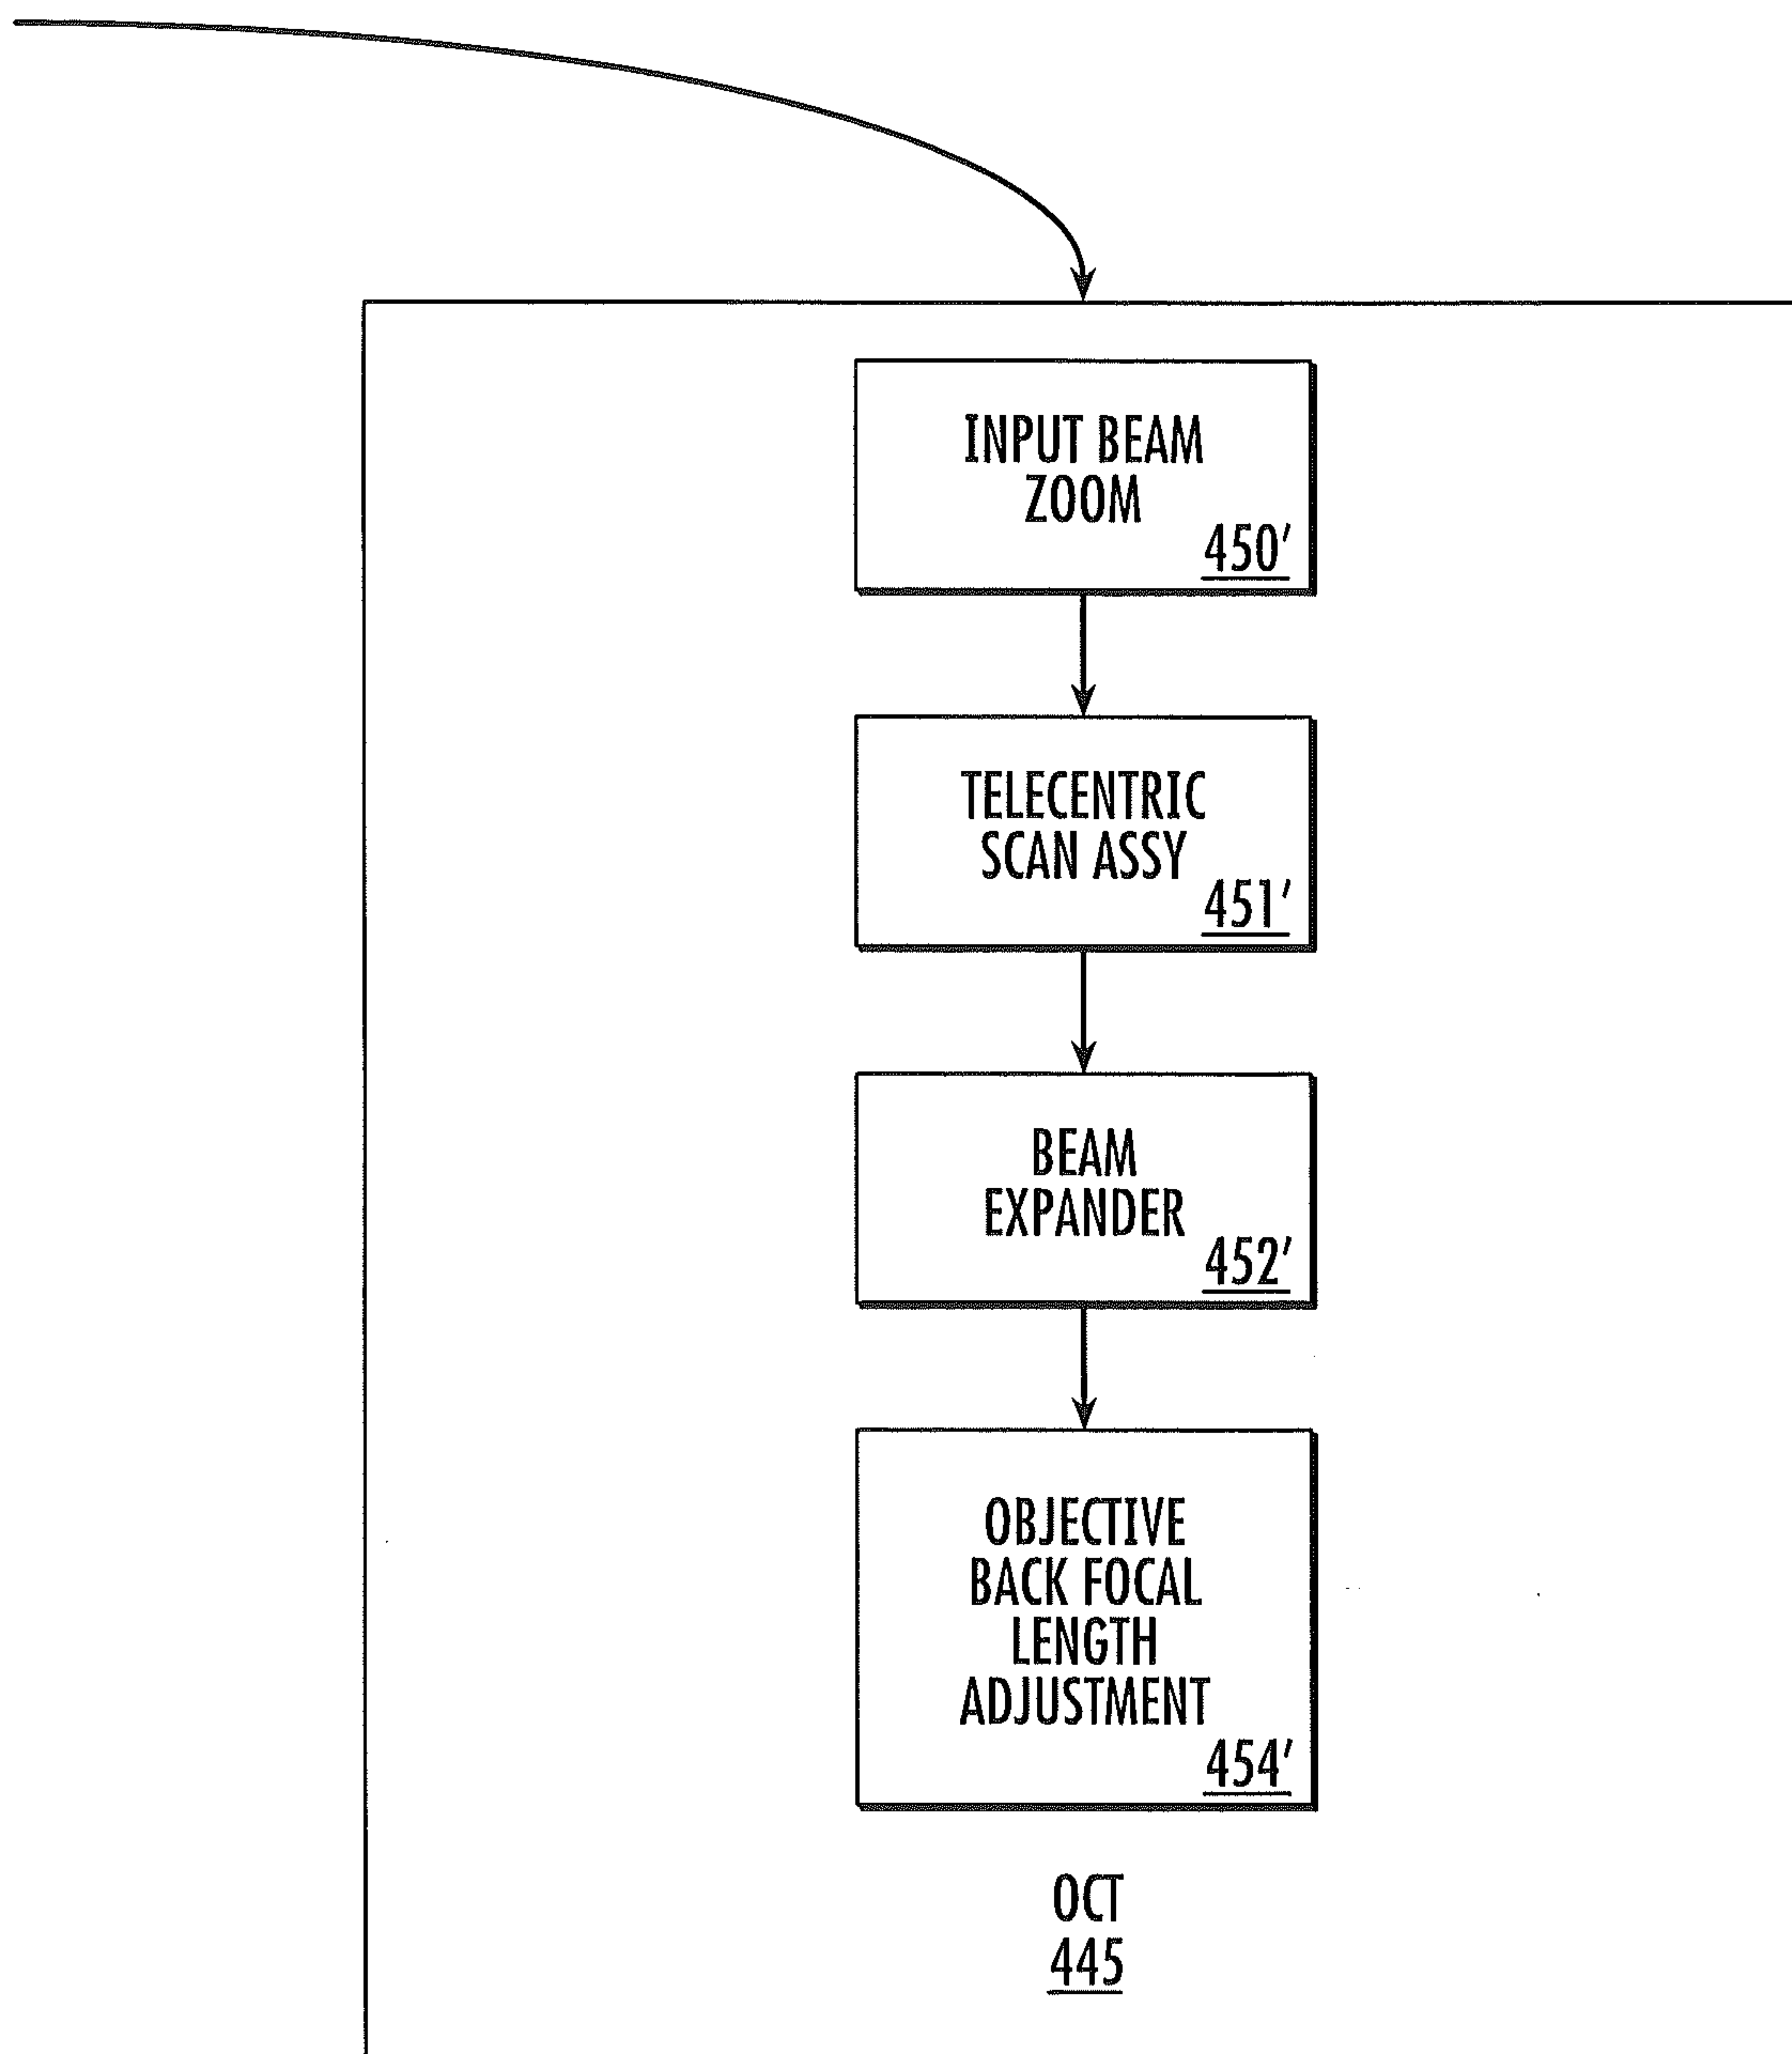 INPUT BEAM
ZOOM
450'
TELECENTRIC
SCAN ASSY
451'
BEAM
EXPANDER
452'
OBJECTIVE
BACK FOCAL
LENGTH
ADJUSTMENT
454'
OCT
445